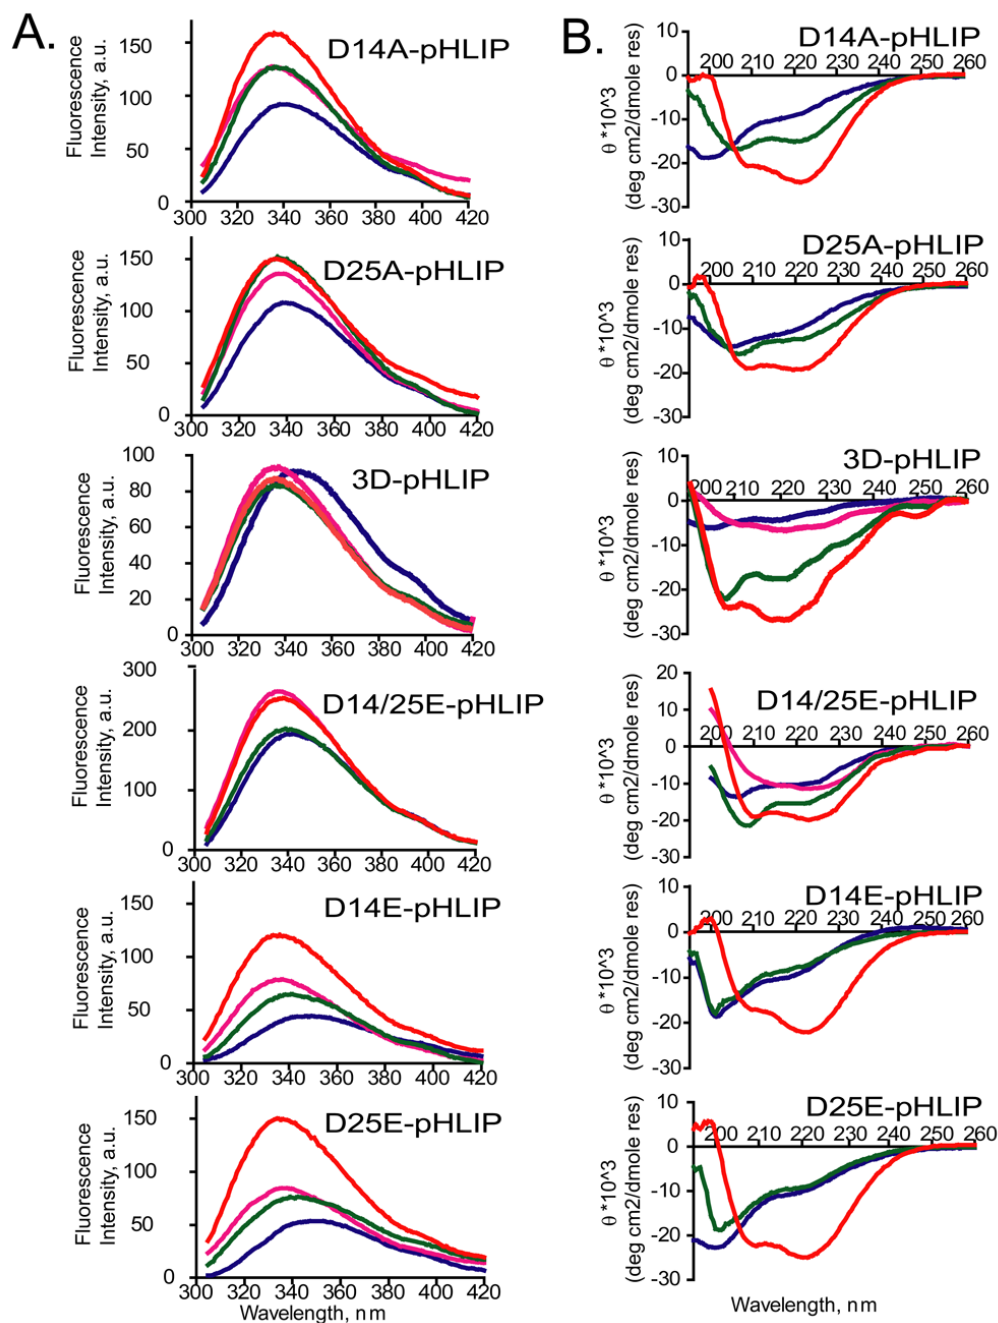 A.
B.
D14A-pHLIP
Fluorescence
Intensity, a.u.
150
100
50
0
300 320 340 360 380 400 420
D14A-pHLIP
θ *10^3
(deg cm2/dmole res)
10
0
-10
-20
-30
200 210 220 230 240 250 260
D25A-pHLIP
Fluorescence
Intensity, a.u.
150
100
50
0
300 320 340 360 380 400 420
D25A-pHLIP
θ *10^3
(deg cm2/dmole res)
10
0
-10
-20
-30
200 210 220 230 240 250 260
3D-pHLIP
Fluorescence
Intensity, a.u.
100
80
60
40
20
0
300 320 340 360 380 400 420
3D-pHLIP
θ *10^3
(deg cm2/dmole res)
10
0
-10
-20
-30
200 210 220 230 240 250 260
D14/25E-pHLIP
Fluorescence
Intensity, a.u.
300
200
100
0
300 320 340 360 380 400 420
D14/25E-pHLIP
θ *10^3
(deg cm2/dmole res)
20
10
0
-10
-20
-30
200 210 220 230 240 250 260
D14E-pHLIP
Fluorescence
Intensity, a.u.
150
100
50
0
300 320 340 360 380 400 420
D14E-pHLIP
θ *10^3
(deg cm2/dmole res)
10
0
-10
-20
-30
200 210 220 230 240 250 260
D25E-pHLIP
Fluorescence
Intensity, a.u.
150
100
50
0
300 320 340 360 380 400 420
Wavelength, nm
D25E-pHLIP
θ *10^3
(deg cm2/dmole res)
10
0
-10
-20
-30
200 210 220 230 240 250 260
Wavelength, nm